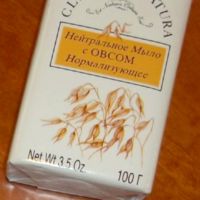 Нейтральное Мыло
с ОВСОМ
Нормализующее
Net Wt 3.5 Oz.
100 Г